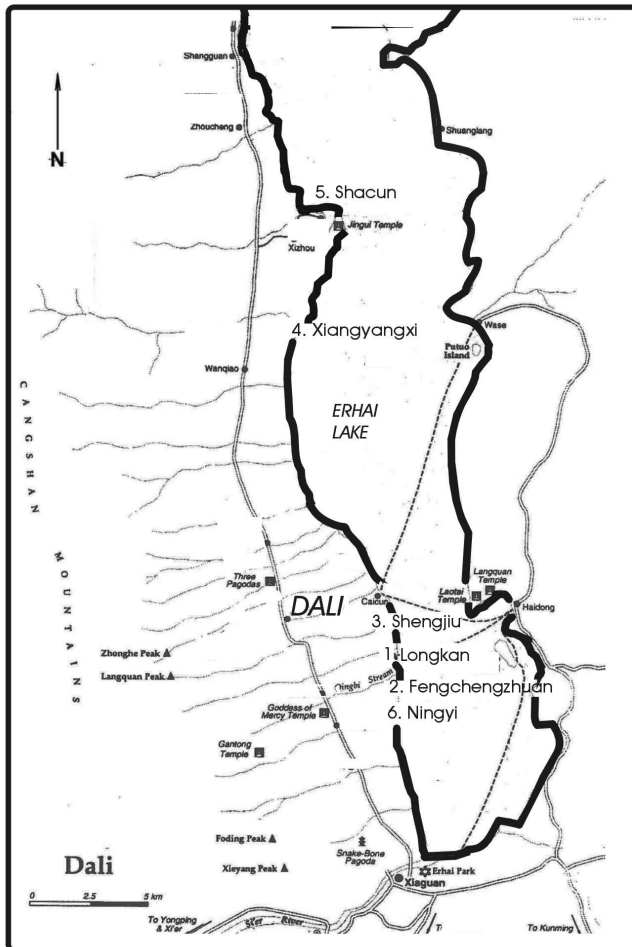 Shangguan
Zhoucheng
Shuanglang
N
5. Shacun
Jingui Temple
Xizhou
4. Xiangyangxi
Wase
Putuo
Island
Wanqiao
ERHAI
LAKE
CANGSHAN
MOUNTAINS
Three
Pagodas
Langquan
Temple
Laotai
Temple
Caicun
DALI
Haidong
3. Shengjiu
1. Longkan
Zhonghe Peak
Langquan Peak
Stream
2. Fengchengzhuan
Goddess of
Mercy Temple
6. Ningyi
Gantong
Temple
Foding Peak
Snake-Bone
Pagoda
Dali
Xieyang Peak
Erhai Park
Xiaguan
0 2.5 5 km
To Yongping
& Xi'er
River
To Kunming